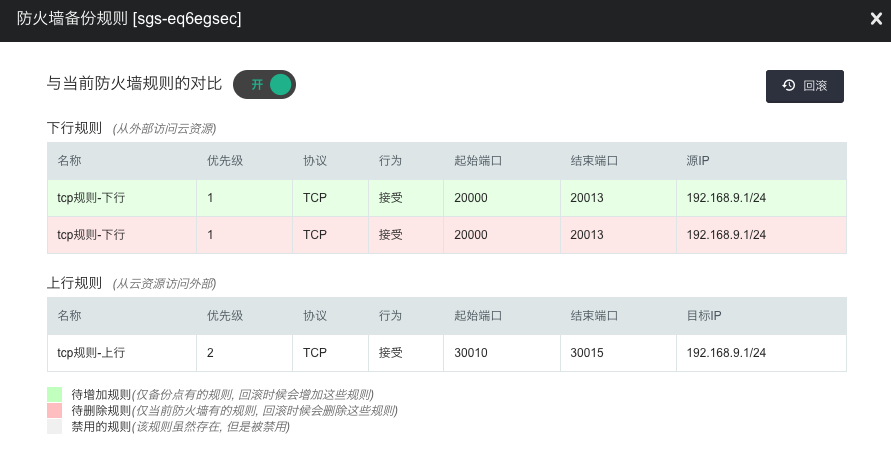 防火墙备份规则 [sgs-eq6egsec]
与当前防火墙规则的对比 开 回滚
下行规则 (从外部访问云资源)
名称 优先级 协议 行为 起始端口 结束端口 源IP
tcp规则-下行 1 TCP 接受 20000 20013 192.168.9.1/24
tcp规则-下行 1 TCP 接受 20000 20013 192.168.9.1/24
上行规则 (从云资源访问外部)
名称 优先级 协议 行为 起始端口 结束端口 目标IP
tcp规则-上行 2 TCP 接受 30010 30015 192.168.9.1/24
待增加规则(仅备份点有的规则, 回滚时候会增加这些规则)
待删除规则(仅当前防火墙有的规则, 回滚时候会删除这些规则)
禁用的规则(该规则虽然存在, 但是被禁用)